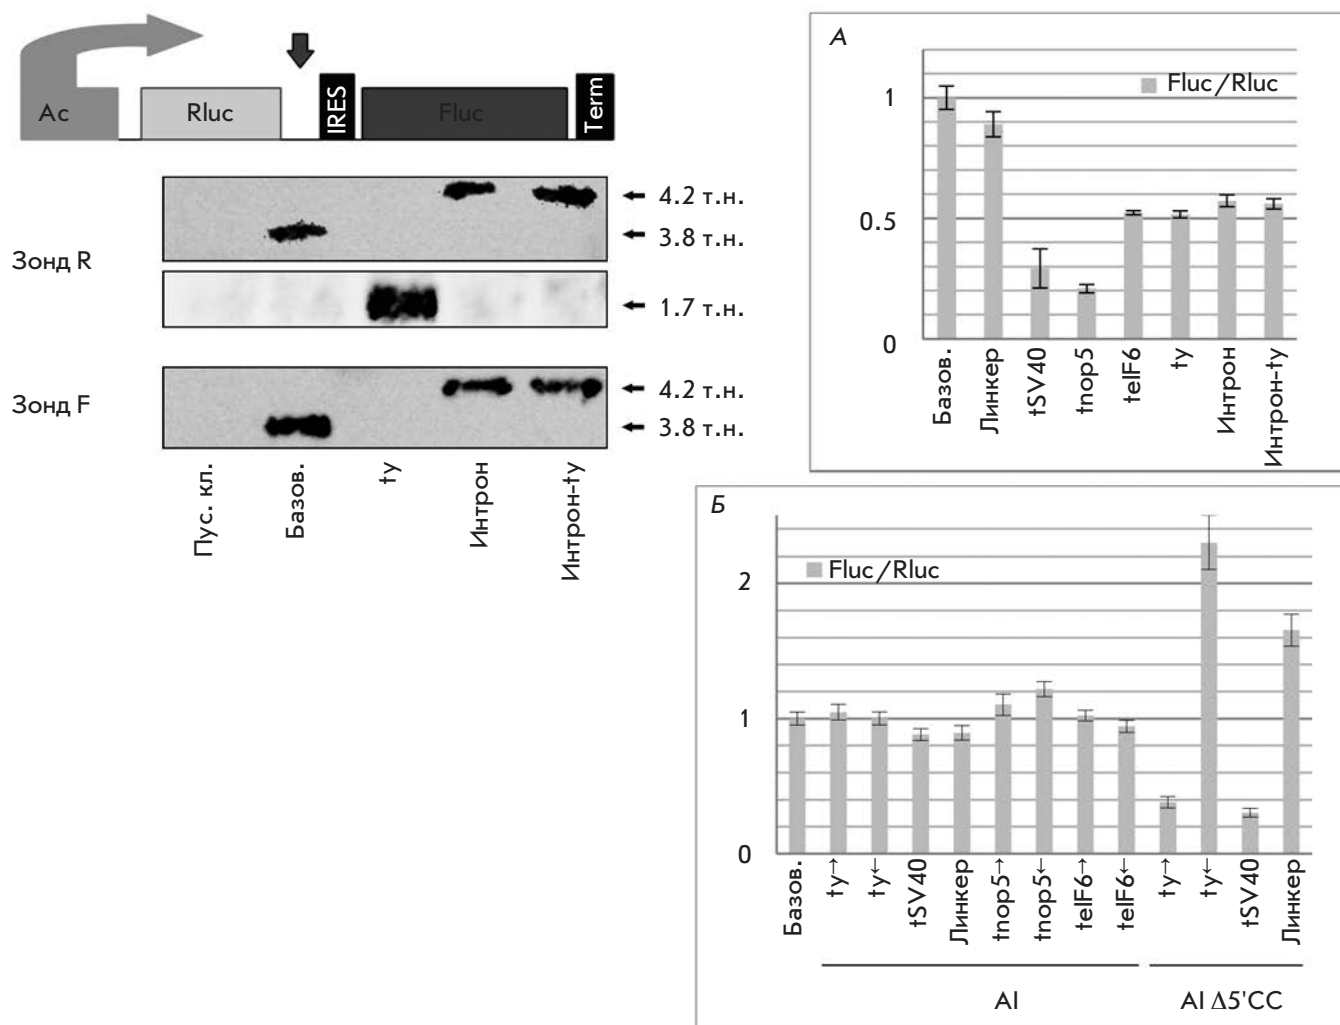 Ac
Rluc
IRES
Fluc
Term
Зонд R
4.2 т.н.
3.8 т.н.
1.7 т.н.
Зонд F
4.2 т.н.
3.8 т.н.
Пус. кл.
Базов.
ty
Интрон
Интрон-ty
А
Fluc/Rluc
1
0.5
0
Базов.
Линкер
tSV40
tnop5
teIF6
ty
Интрон
Интрон-ty
Б
Fluc/Rluc
2
1
0
Базов.
ty→
ty←
tSV40
Линкер
tnop5→
tnop5←
teIF6→
teIF6←
ty→
ty←
tSV40
Линкер
AI
AI Δ5'CC